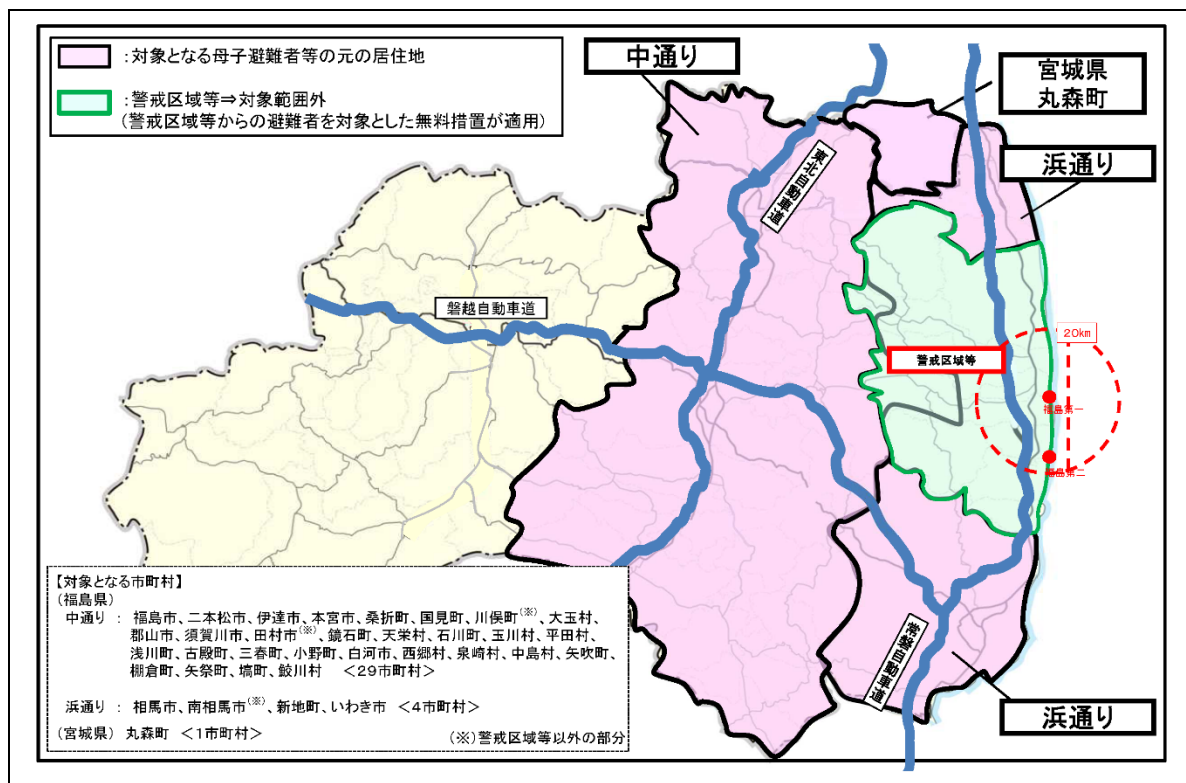 :対象となる母子避難者等の元の居住地
:警戒区域等⇒対象範囲外
(警戒区域等からの避難者を対象とした無料措置が適用)
中通り
宮城県
丸森町
浜通り
東北自動車道
磐越自動車道
20km
警戒区域等
福島第一
福島第二
常磐自動車道
浜通り
【対象となる市町村】
(福島県)
中通り : 福島市、二本松市、伊達市、本宮市、桑折町、国見町、川俣町(※)、大玉村、
郡山市、須賀川市、田村市(※)、鏡石町、天栄村、石川町、玉川村、平田村、
浅川町、古殿町、三春町、小野町、白河市、西郷村、泉崎村、中島村、矢吹町、
棚倉町、矢祭町、塙町、鮫川村 <29市町村>
浜通り : 相馬市、南相馬市(※)、新地町、いわき市 <4市町村>
(宮城県) 丸森町 <1市町村> (※)警戒区域等以外の部分